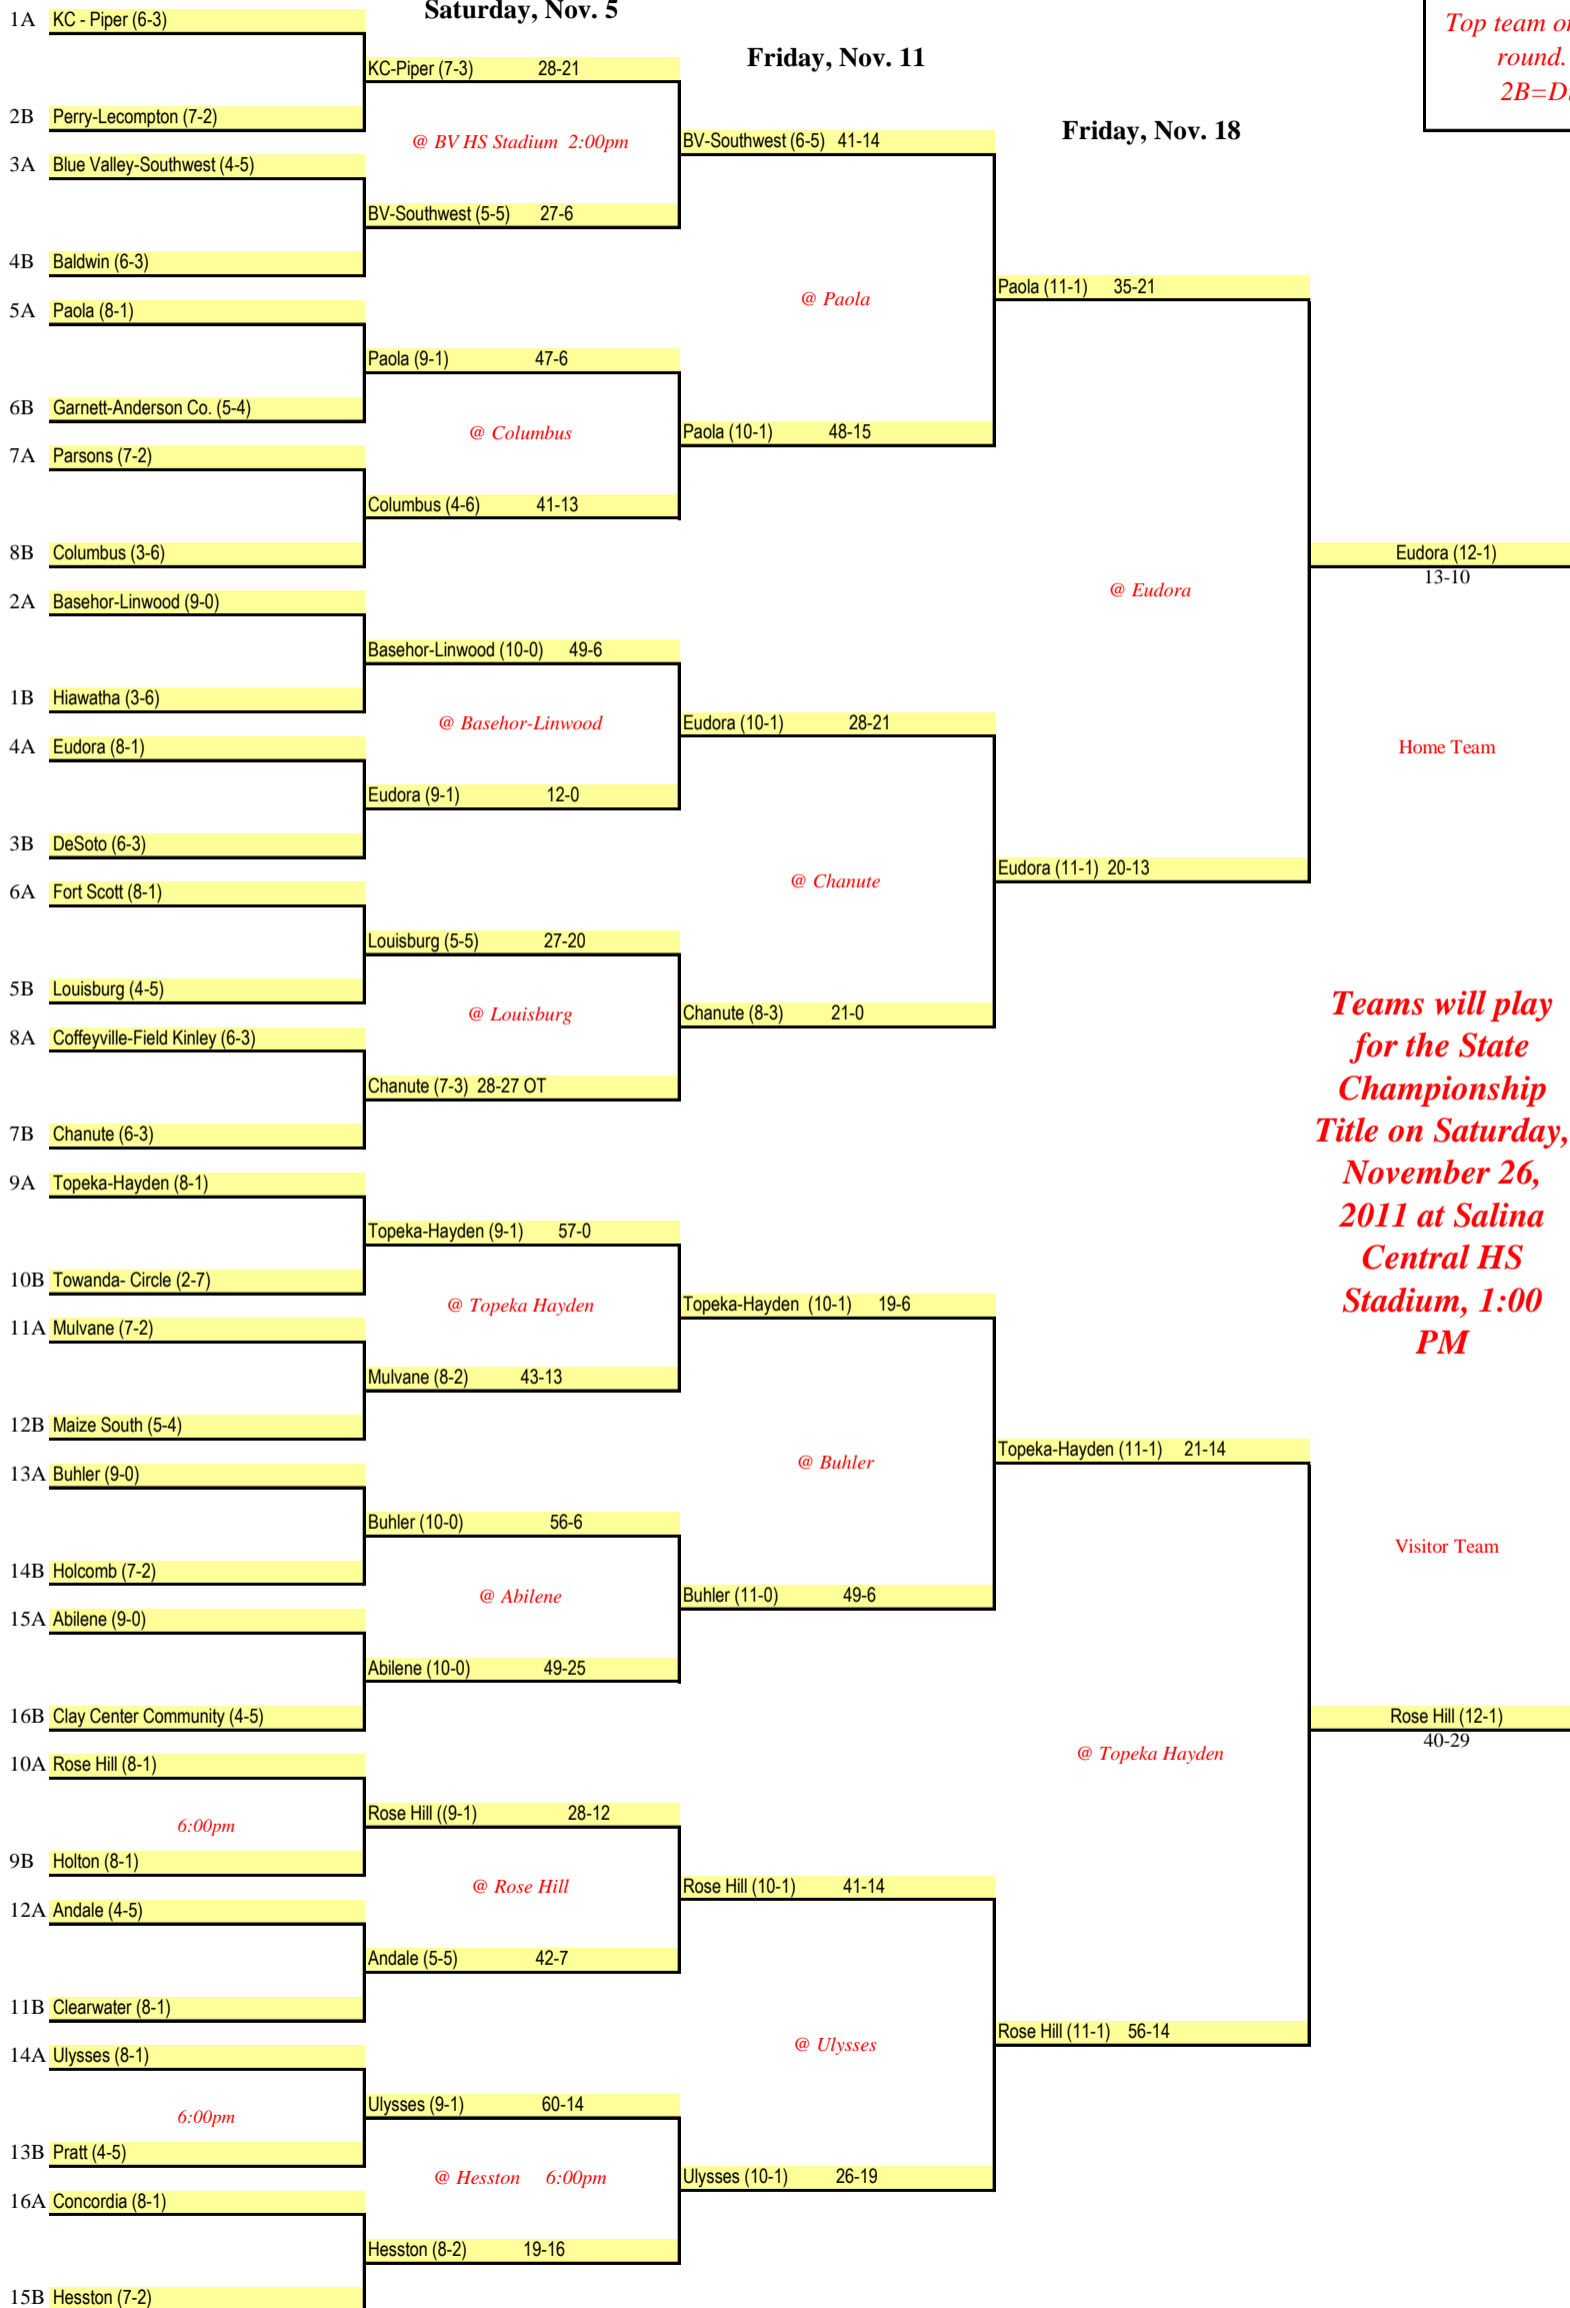 Saturday, Nov. 5
Friday, Nov. 11
Friday, Nov. 18
Top team on
round.
2B=Di
1A KC - Piper (6-3)
KC-Piper (7-3) 28-21
2B Perry-Lecompton (7-2)
@ BV HS Stadium 2:00pm
BV-Southwest (6-5) 41-14
3A Blue Valley-Southwest (4-5)
BV-Southwest (5-5) 27-6
4B Baldwin (6-3)
@ Paola
Paola (11-1) 35-21
5A Paola (8-1)
Paola (9-1) 47-6
6B Garnett-Anderson Co. (5-4)
@ Columbus
Paola (10-1) 48-15
7A Parsons (7-2)
Columbus (4-6) 41-13
8B Columbus (3-6)
Eudora (12-1)
13-10
@ Eudora
2A Basehor-Linwood (9-0)
Basehor-Linwood (10-0) 49-6
1B Hiawatha (3-6)
@ Basehor-Linwood
Eudora (10-1) 28-21
4A Eudora (8-1)
Home Team
Eudora (9-1) 12-0
3B DeSoto (6-3)
@ Chanute
Eudora (11-1) 20-13
6A Fort Scott (8-1)
Louisburg (5-5) 27-20
5B Louisburg (4-5)
@ Louisburg
Chanute (8-3) 21-0
8A Coffeyville-Field Kinley (6-3)
Chanute (7-3) 28-27 OT
7B Chanute (6-3)
Teams will play
for the State
Championship
Title on Saturday,
November 26,
2011 at Salina
Central HS
Stadium, 1:00
PM
9A Topeka-Hayden (8-1)
Topeka-Hayden (9-1) 57-0
10B Towanda- Circle (2-7)
@ Topeka Hayden
Topeka-Hayden (10-1) 19-6
11A Mulvane (7-2)
Mulvane (8-2) 43-13
12B Maize South (5-4)
@ Buhler
Topeka-Hayden (11-1) 21-14
13A Buhler (9-0)
Buhler (10-0) 56-6
Visitor Team
14B Holcomb (7-2)
@ Abilene
Buhler (11-0) 49-6
15A Abilene (9-0)
Abilene (10-0) 49-25
16B Clay Center Community (4-5)
Rose Hill (12-1)
40-29
@ Topeka Hayden
10A Rose Hill (8-1)
6:00pm
Rose Hill ((9-1) 28-12
9B Holton (8-1)
@ Rose Hill
Rose Hill (10-1) 41-14
12A Andale (4-5)
Andale (5-5) 42-7
11B Clearwater (8-1)
@ Ulysses
Rose Hill (11-1) 56-14
14A Ulysses (8-1)
6:00pm
Ulysses (9-1) 60-14
13B Pratt (4-5)
@ Hesston 6:00pm
Ulysses (10-1) 26-19
16A Concordia (8-1)
Hesston (8-2) 19-16
15B Hesston (7-2)